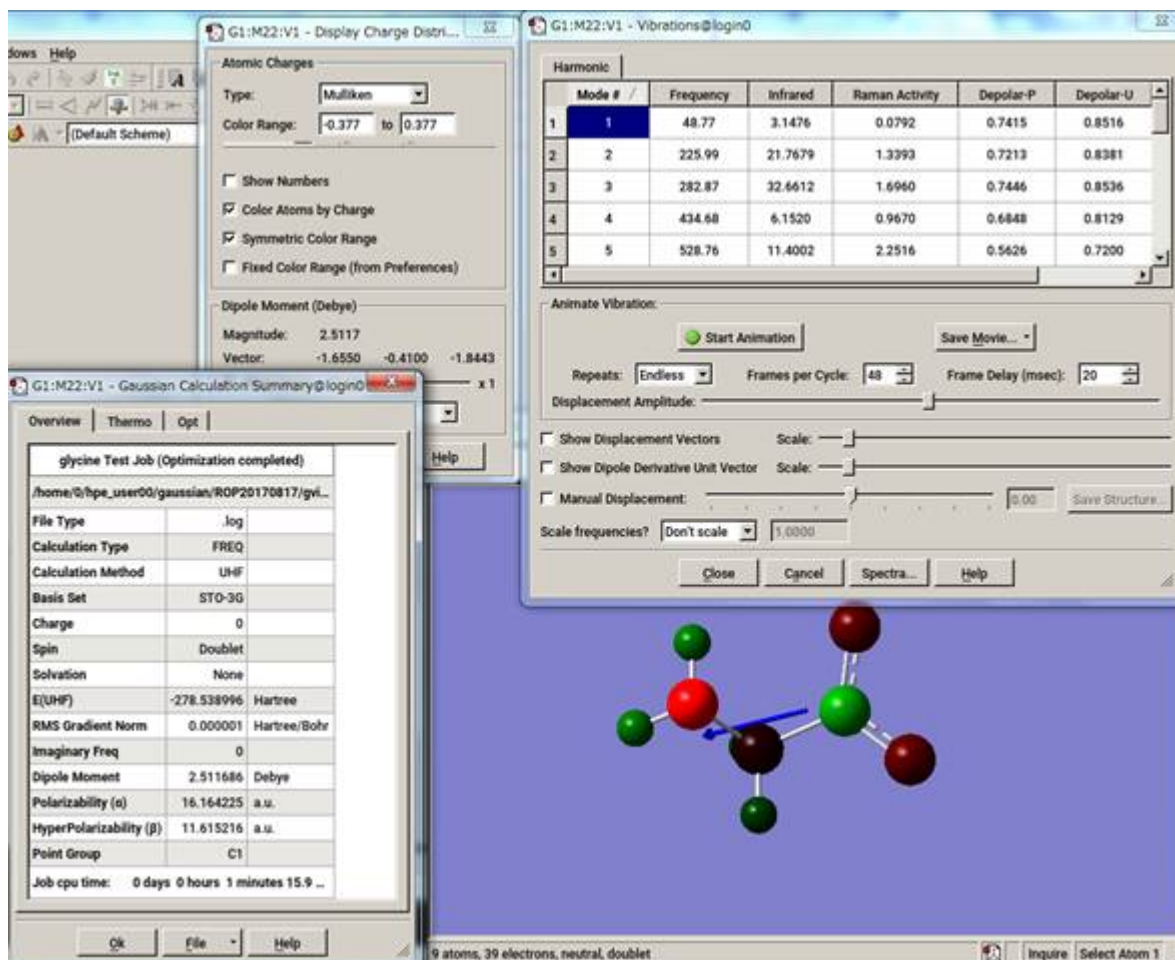 dows Help
(Default Scheme)
G1:M22:V1 - Display Charge Distri...
Atomic Charges
Type: Mulliken
Color Range: -0.377 to 0.377
Show Numbers
Color Atoms by Charge
Symmetric Color Range
Fixed Color Range (from Preferences)
Dipole Moment (Debye)
Magnitude: 2.5117
Vector: -1.6550 -0.4100 -1.8443
x 1
Help
G1:M22:V1 - Vibrations@login0
Harmonic
Mode # Frequency Infrared Raman Activity Depolar-P Depolar-U
1 1 48.77 3.1476 0.0792 0.7415 0.8516
2 2 225.99 21.7679 1.3393 0.7213 0.8381
3 3 282.87 32.6612 1.6960 0.7446 0.8536
4 4 434.68 6.1520 0.9670 0.6848 0.8129
5 5 528.76 11.4002 2.2516 0.5626 0.7200
Animate Vibration:
Start Animation Save Movie...
Repeats: Endless Frames per Cycle: 48 Frame Delay (msec): 20
Displacement Amplitude:
Show Displacement Vectors Scale:
Show Dipole Derivative Unit Vector Scale:
Manual Displacement: 0.00 Save Structure...
Scale frequencies? Don't scale 1.0000
Close Cancel Spectra... Help
G1:M22:V1 - Gaussian Calculation Summary@login0
Overview Thermo Opt
glycine Test Job (Optimization completed)
/home/0/hpe_user00/gaussian/ROP20170817/gvi...
File Type .log
Calculation Type FREQ
Calculation Method UHF
Basis Set STO-3G
Charge 0
Spin Doublet
Solvation None
E(UHF) -278.538996 Hartree
RMS Gradient Norm 0.000001 Hartree/Bohr
Imaginary Freq 0
Dipole Moment 2.511686 Debye
Polarizability (α) 16.164225 a.u.
HyperPolarizability (β) 11.615216 a.u.
Point Group C1
Job cpu time: 0 days 0 hours 1 minutes 15.9 ...
Ok File Help
9 atoms, 39 electrons, neutral, doublet
Inquire Select Atom 1